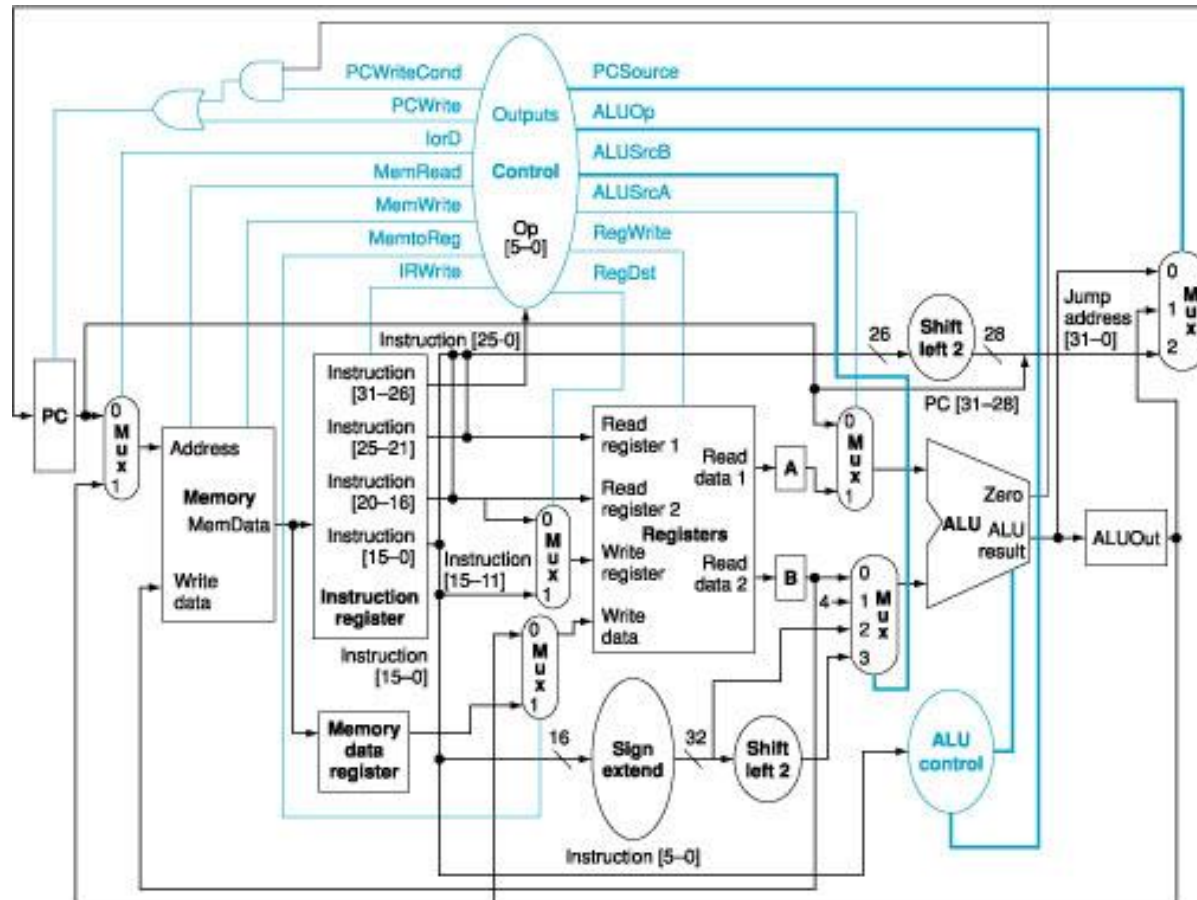 PCWriteCond
PCWrite
IorD
MemRead
MemWrite
MemtoReg
IRWrite
Outputs
Control
Op
[5–0]
PCSource
ALUOp
ALUSrcB
ALUSrcA
RegWrite
RegDst
PC
0
M
u
x
1
Address
Memory
MemData
Write
data
Instruction [25-0]
Instruction
[31–26]
Instruction
[25–21]
Instruction
[20–16]
Instruction
[15–0]
Instruction
register
Instruction
[15–0]
Memory
data
register
Instruction
[15–11]
0
M
u
x
1
0
M
u
x
1
Read
register 1
Read
register 2
Registers
Write
register
Write
data
Read
data 1
Read
data 2
16
Sign
extend
32
Shift
left 2
Instruction [5–0]
A
B
4
0
M
u
x
1
0
1
2
3
M
u
x
26
Shift
left 2
28
PC [31–28]
Jump
address
[31–0]
0
1
2
M
u
x
Zero
ALU
ALU
result
ALUOut
ALU
control